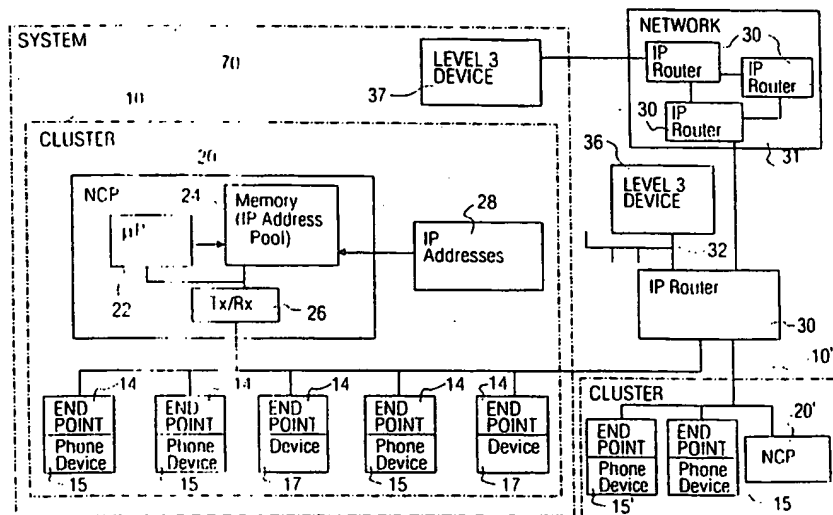 SYSTEM
70
10
LEVEL 3
DEVICE
37
NETWORK
30
IP
Router
IP
Router
30
IP
Router
31
CLUSTER
20
NCP
24
Memory
(IP Address
Pool)
μP
22
Tx/Rx
26
28
IP
Addresses
36
LEVEL 3
DEVICE
32
IP Router
30
10'
14
END
POINT
Phone
Device
15
14
END
POINT
Phone
Device
15
14
END
POINT
Device
17
14
END
POINT
Phone
Device
15
14
END
POINT
Device
17
CLUSTER
END
POINT
Phone
Device
15'
END
POINT
Phone
Device
20'
NCP
15